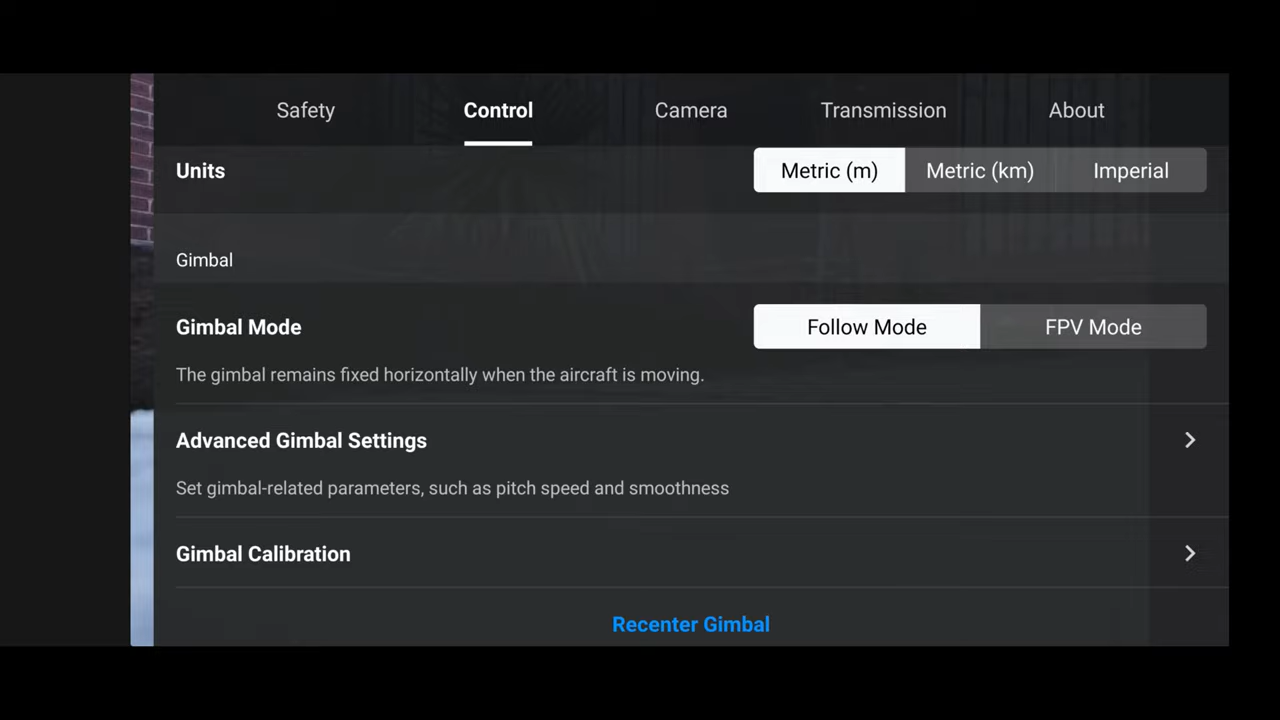 Safety Control Camera Transmission About
Units Metric (m) Metric (km) Imperial
Gimbal
Gimbal Mode Follow Mode FPV Mode
The gimbal remains fixed horizontally when the aircraft is moving.
Advanced Gimbal Settings
Set gimbal-related parameters, such as pitch speed and smoothness
Gimbal Calibration
Recenter Gimbal